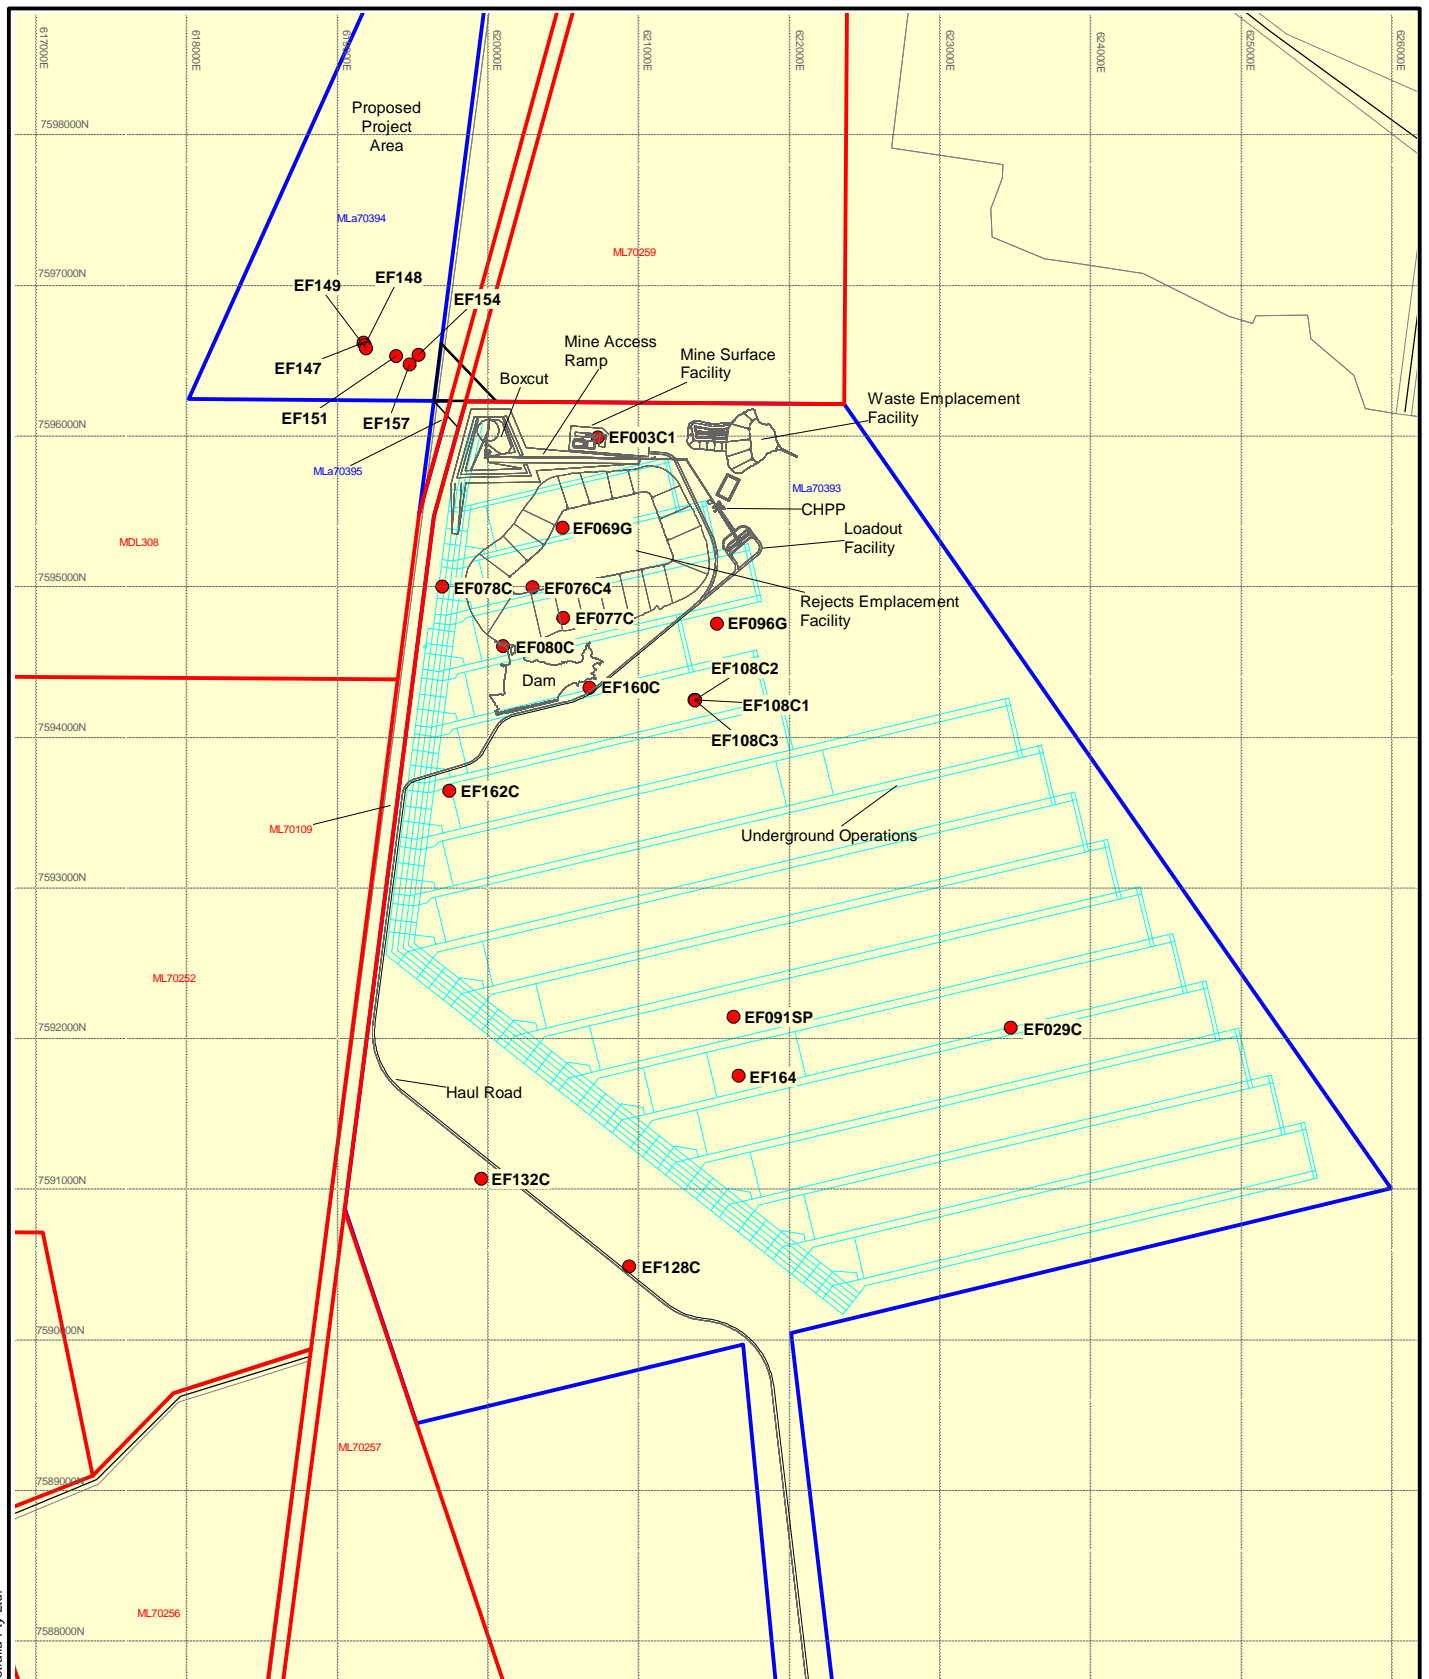 617000E
618000E
619000E
620000E
621000E
622000E
623000E
624000E
625000E
626000E
7598000N
Proposed
Project
Area
MLa70394
ML70259
7597000N
EF149
EF148
EF154
EF147
EF151
EF157
Mine Access
Ramp
Mine Surface
Facility
Boxcut
Waste Emplacement
Facility
7596000N
EF003C1
MLa70395
MLa70393
CHPP
Loadout
Facility
EF069G
MDL308
7595000N
EF078C
EF076C4
EF077C
Rejects Emplacement
Facility
EF096G
EF080C
Dam
EF160C
EF108C2
EF108C1
EF108C3
7594000N
EF162C
ML70109
Underground Operations
7593000N
ML70252
7592000N
EF091SP
EF029C
EF164
Haul Road
7591000N
EF132C
EF128C
7590000N
ML70257
7589000N
ML70256
7588000N